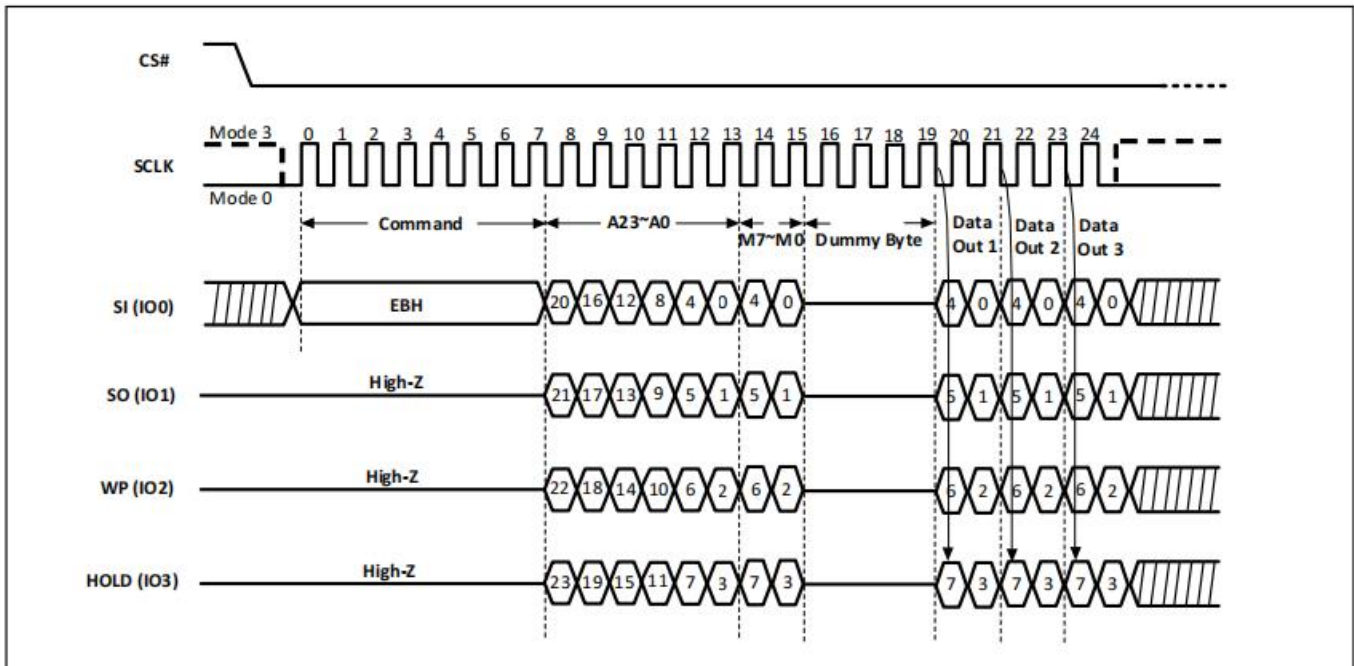 CS#
Mode 3 0 1 2 3 4 5 6 7 8 9 10 11 12 13 14 15 16 17 18 19 20 21 22 23 24
SCLK
Mode 0
Command A23~A0 M7~M0 Dummy Byte Data Out 1 Data Out 2 Data Out 3
SI (IO0) EBH 20 16 12 8 4 0 4 0 4 0 4 0 4 0
SO (IO1) High-Z 21 17 13 9 5 1 5 1 5 1 5 1 5 1
WP (IO2) High-Z 22 18 14 10 6 2 6 2 6 2 6 2 6 2
HOLD (IO3) High-Z 23 19 15 11 7 3 7 3 7 3 7 3 7 3